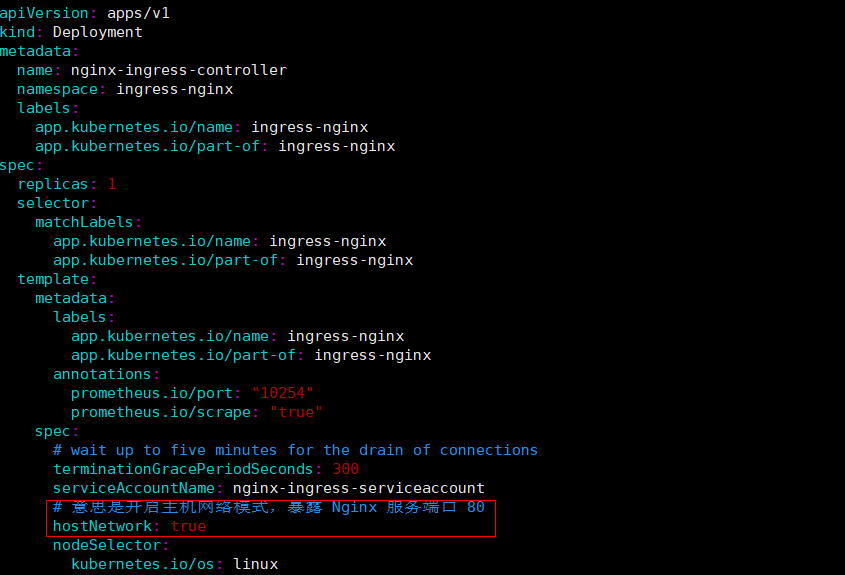 apiVersion: apps/v1
kind: Deployment
metadata:
  name: nginx-ingress-controller
  namespace: ingress-nginx
  labels:
    app.kubernetes.io/name: ingress-nginx
    app.kubernetes.io/part-of: ingress-nginx
spec:
  replicas: 1
  selector:
    matchLabels:
      app.kubernetes.io/name: ingress-nginx
      app.kubernetes.io/part-of: ingress-nginx
  template:
    metadata:
      labels:
        app.kubernetes.io/name: ingress-nginx
        app.kubernetes.io/part-of: ingress-nginx
      annotations:
        prometheus.io/port: "10254"
        prometheus.io/scrape: "true"
    spec:
      # wait up to five minutes for the drain of connections
      terminationGracePeriodSeconds: 300
      serviceAccountName: nginx-ingress-serviceaccount
      # 意思是开启主机网络模式，暴露 Nginx 服务端口 80
      hostNetwork: true
      nodeSelector:
        kubernetes.io/os: linux